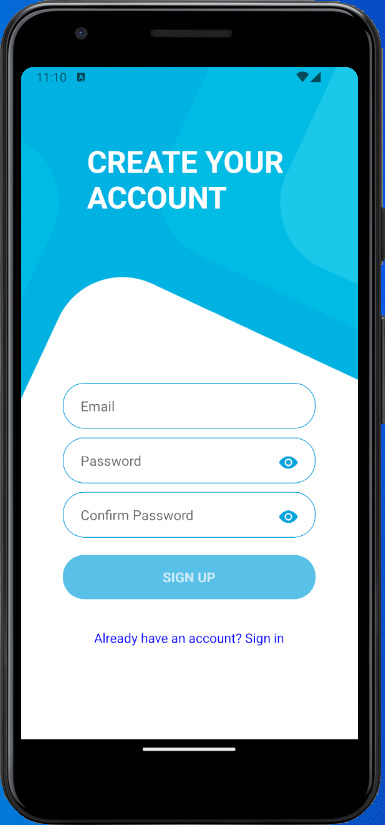 11:10
CREATE YOUR
ACCOUNT
Email
Password
Confirm Password
SIGN UP
Already have an account? Sign in